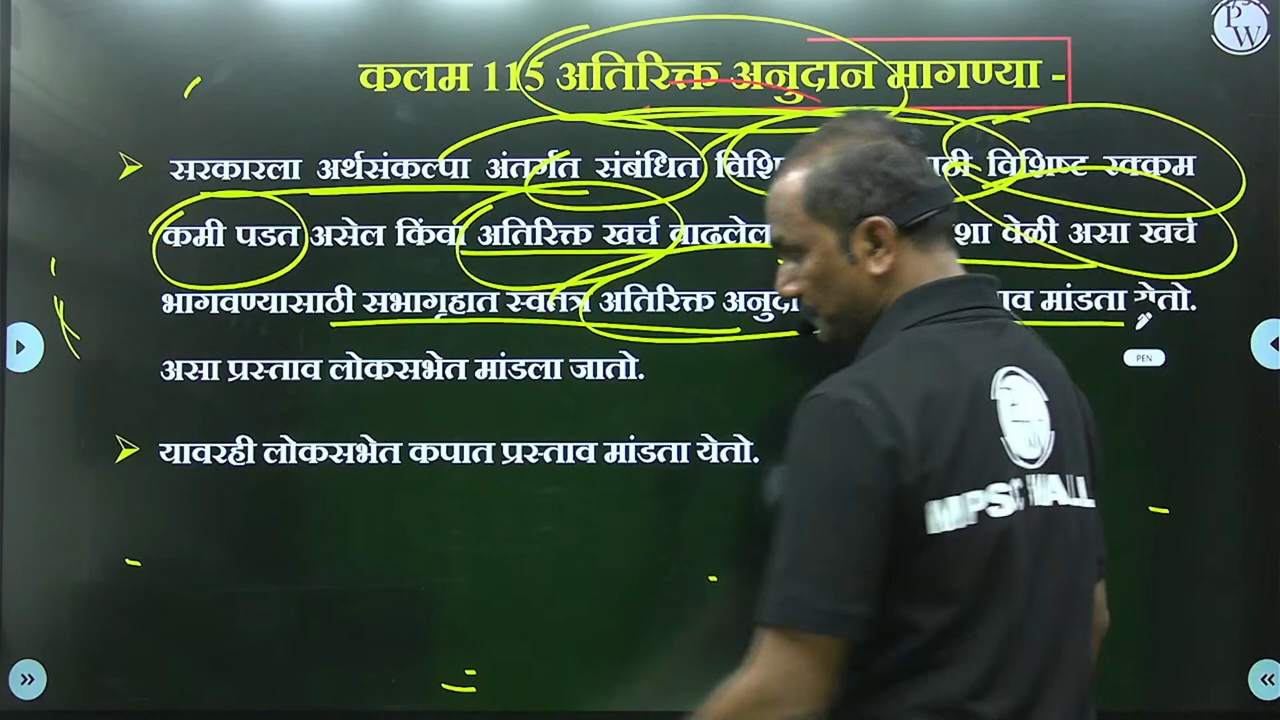 PW
कलम 115 अतिरिक्त अनुदान मागण्या -
सरकारला अर्थसंकल्पा अंतर्गत संबंधित विशिष्ट रक्कम
कमी पडत असेल किंवा अतिरिक्त खर्च वाढलेल वेळी असा खर्च
भागवण्यासाठी सभागृहात स्वतंत्र अतिरिक्त मांडता येतो.
PEN
असा प्रस्ताव लोकसभेत मांडला जातो.
यावरही लोकसभेत कपात प्रस्ताव मांडता येतो.
MPSC WALL